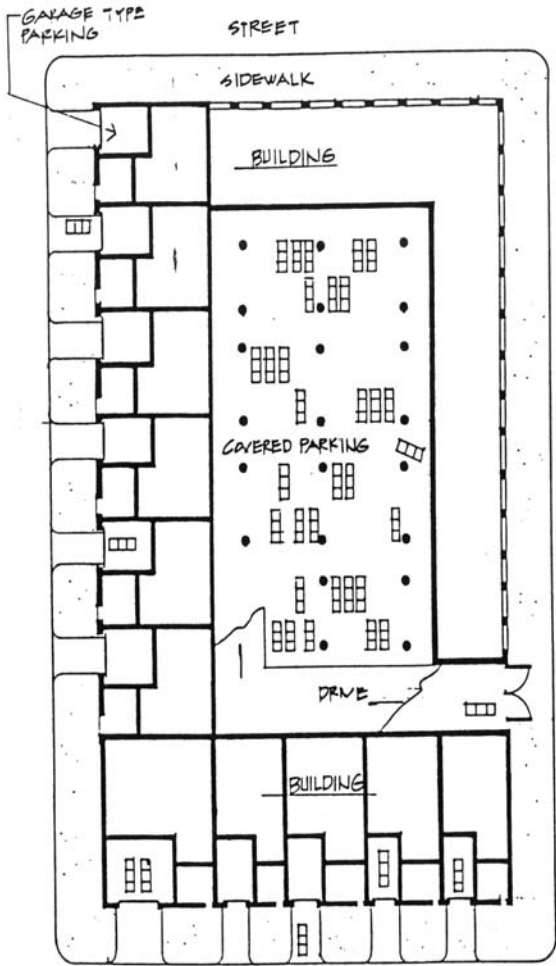 GARAGE TYPE
PARKING
STREET
SIDEWALK
BUILDING
COVERED PARKING
DRIVE
BUILDING